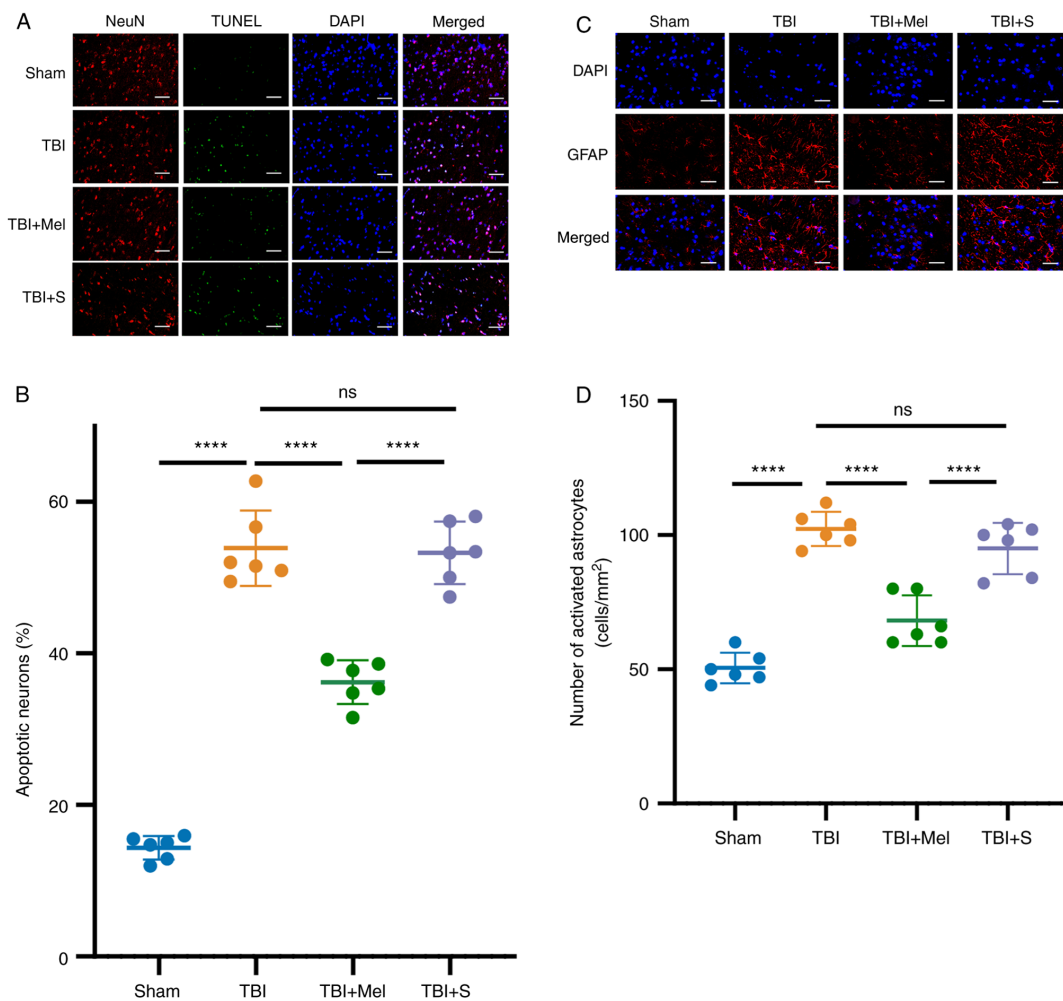 A
NeuN TUNEL DAPI Merged
Sham
TBI
TBI+Mel
TBI+S
C
Sham TBI TBI+Mel TBI+S
DAPI
GFAP
Merged
B
ns
**** **** ****
Apoptotic neurons (%)
60
40
20
0
Sham TBI TBI+Mel TBI+S
D
ns
**** **** ****
Number of activated astrocytes
(cells/mm²)
150
100
50
0
Sham TBI TBI+Mel TBI+S